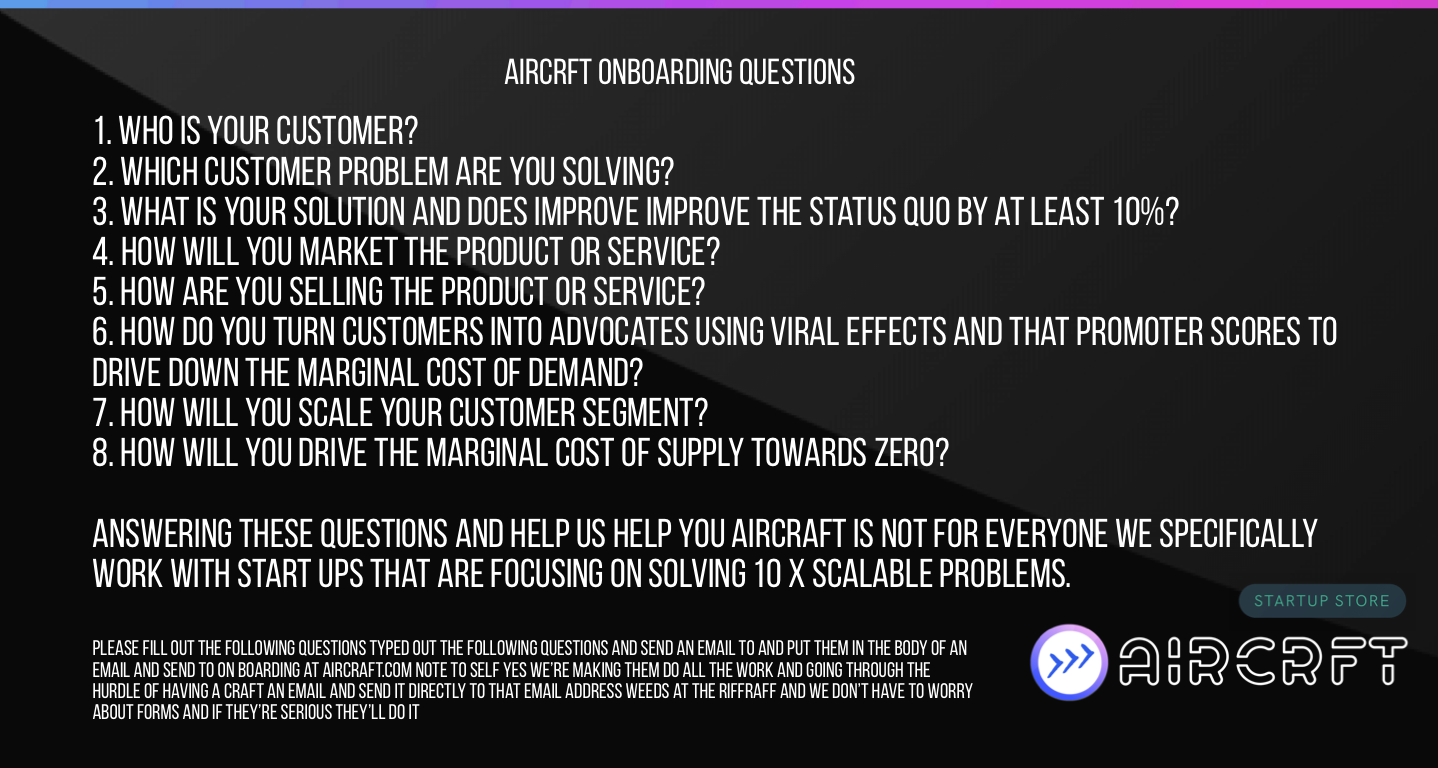 AIRCRFT ONBOARDING QUESTIONS
1. WHO IS YOUR CUSTOMER?
2. WHICH CUSTOMER PROBLEM ARE YOU SOLVING?
3. WHAT IS YOUR SOLUTION AND DOES IMPROVE IMPROVE THE STATUS QUO BY AT LEAST 10%?
4. HOW WILL YOU MARKET THE PRODUCT OR SERVICE?
5. HOW ARE YOU SELLING THE PRODUCT OR SERVICE?
6. HOW DO YOU TURN CUSTOMERS INTO ADVOCATES USING VIRAL EFFECTS AND THAT PROMOTER SCORES TO
DRIVE DOWN THE MARGINAL COST OF DEMAND?
7. HOW WILL YOU SCALE YOUR CUSTOMER SEGMENT?
8. HOW WILL YOU DRIVE THE MARGINAL COST OF SUPPLY TOWARDS ZERO?
ANSWERING THESE QUESTIONS AND HELP US HELP YOU AIRCRAFT IS NOT FOR EVERYONE WE SPECIFICALLY
WORK WITH START UPS THAT ARE FOCUSING ON SOLVING 10 X SCALABLE PROBLEMS.
PLEASE FILL OUT THE FOLLOWING QUESTIONS TYPED OUT THE FOLLOWING QUESTIONS AND SEND AN EMAIL TO AND PUT THEM IN THE BODY OF AN
EMAIL AND SEND TO ON BOARDING AT AIRCRAFT.COM NOTE TO SELF YES WE'RE MAKING THEM DO ALL THE WORK AND GOING THROUGH THE
HURDLE OF HAVING A CRAFT AN EMAIL AND SEND IT DIRECTLY TO THAT EMAIL ADDRESS WEEDS AT THE RIFFRAFF AND WE DON'T HAVE TO WORRY
ABOUT FORMS AND IF THEY'RE SERIOUS THEY'LL DO IT
STARTUP STORE
AIRCRFT